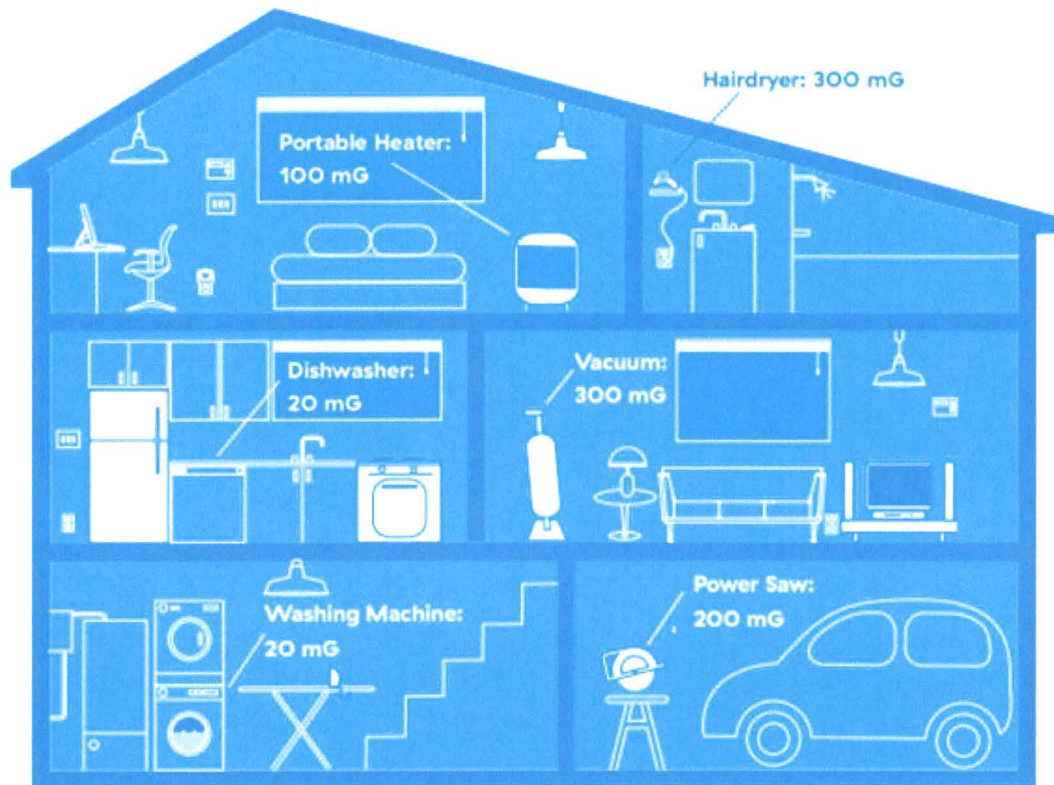 Hairdryer: 300 mG
Portable Heater:
100 mG
Dishwasher:
20 mG
Vacuum:
300 mG
Washing Machine:
20 mG
Power Saw:
200 mG